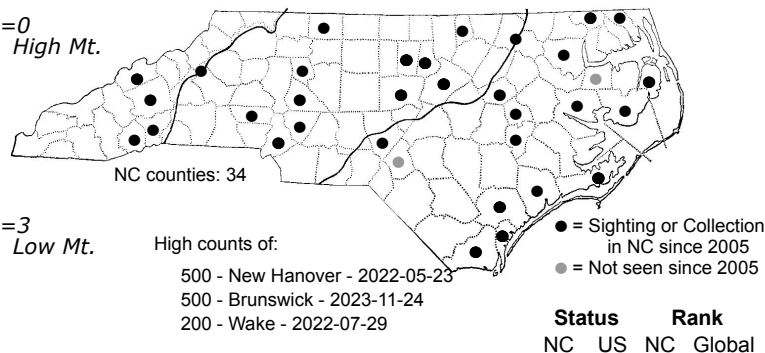 =0
High Mt.
NC counties: 34
=3
Low Mt.
High counts of:
500 - New Hanover - 2022-05-23
500 - Brunswick - 2023-11-24
200 - Wake - 2022-07-29
= Sighting or Collection
in NC since 2005
= Not seen since 2005
Status Rank
NC US NC Global